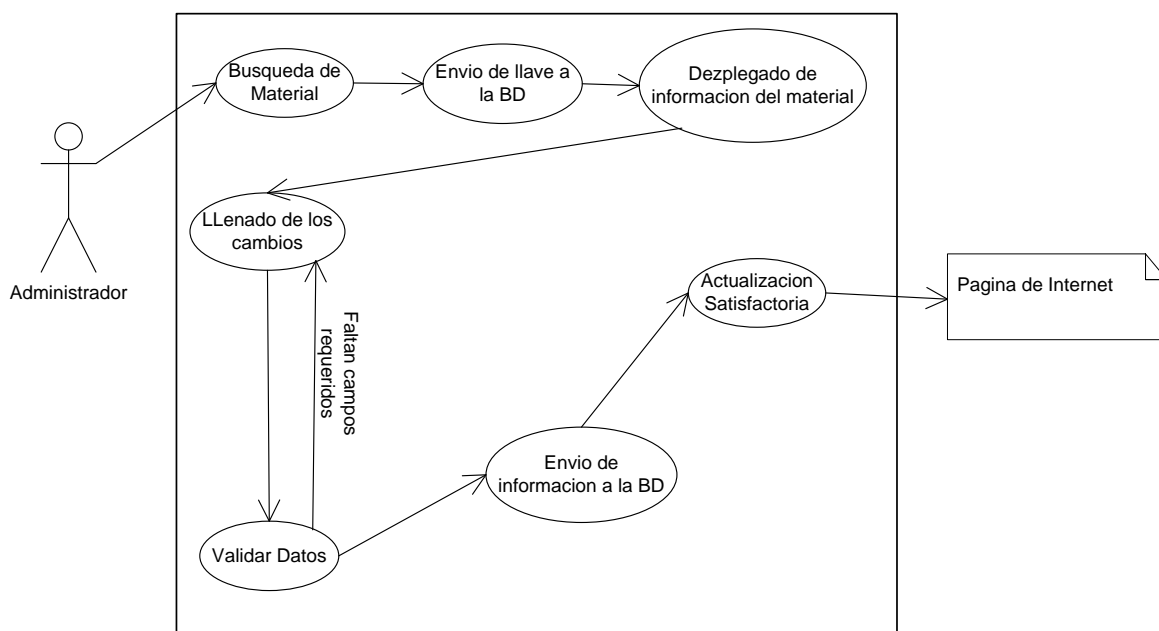 Busqueda de
Material
Envio de llave a
la BD
Dezplegado de
informacion del material
Administrador
LLenado de los
cambios
Faltan campos
requeridos
Actualizacion
Satisfactoria
Pagina de Internet
Envio de
informacion a la BD
Validar Datos